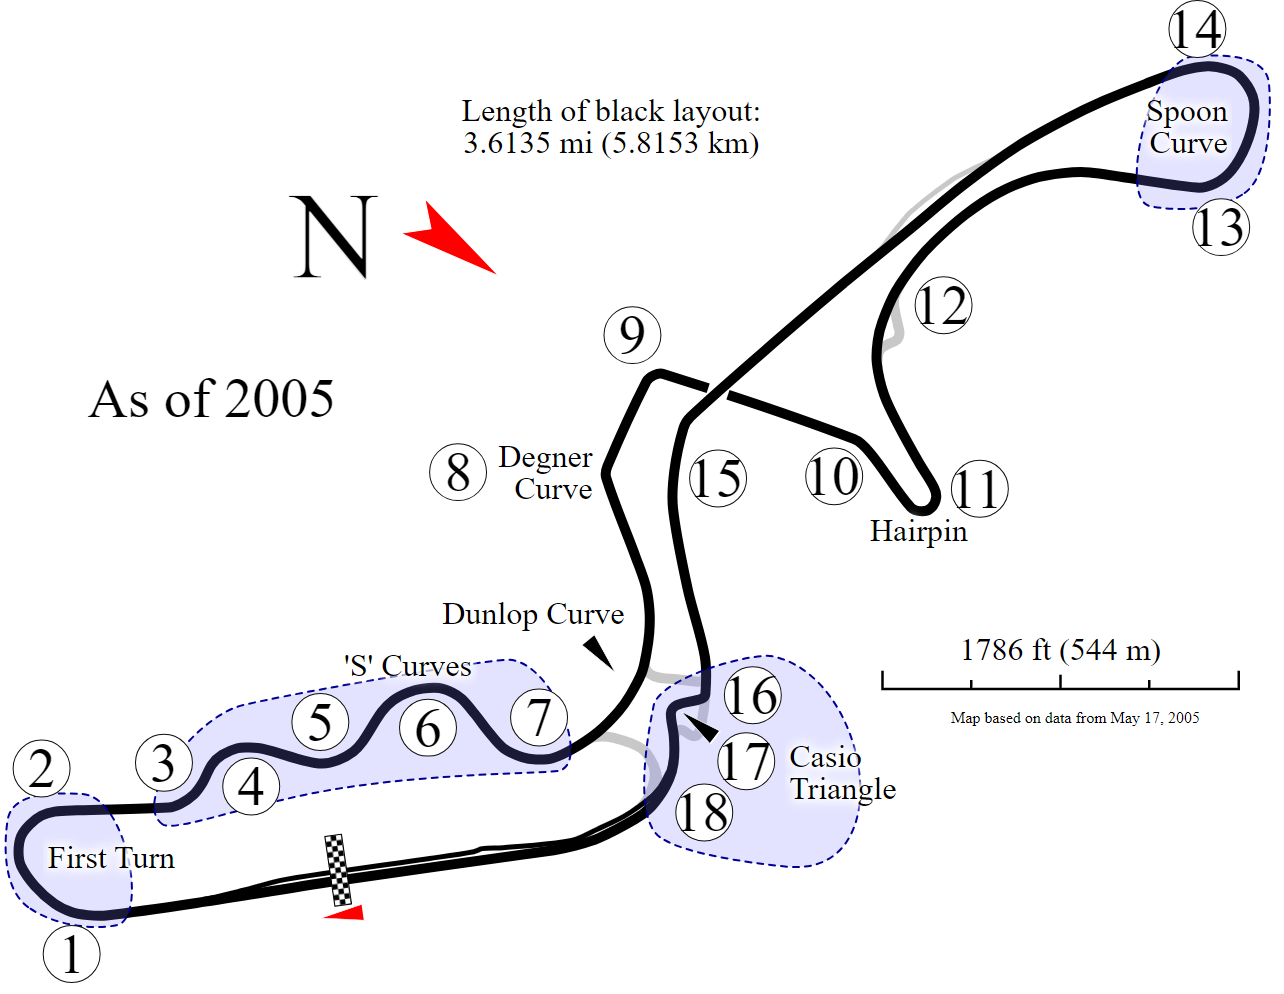 14
Spoon
Curve
Length of black layout:
3.6135 mi (5.8153 km)
N
13
12
9
As of 2005
8
Degner
Curve
15
10
11
Hairpin
Dunlop Curve
1786 ft (544 m)
Map based on data from May 17, 2005
'S' Curves
5
6
7
16
17
Casio
Triangle
18
2
3
4
First Turn
1